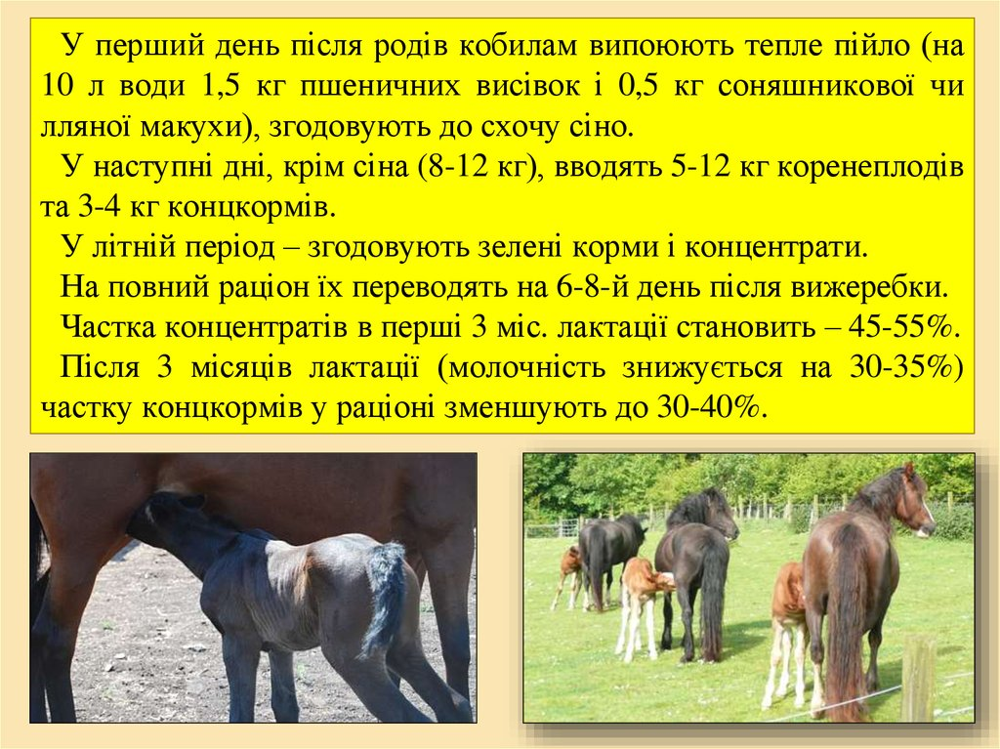 У перший день після родів кобилам випоюють тепле пійло (на
10 л води 1,5 кг пшеничних висівок і 0,5 кг соняшникової чи
лляної макухи), згодовують до схочу сіно.
У наступні дні, крім сіна (8-12 кг), вводять 5-12 кг коренеплодів
та 3-4 кг концкормів.
У літній період – згодовують зелені корми і концентрати.
На повний раціон їх переводять на 6-8-й день після вижеребки.
Частка концентратів в перші 3 міс. лактації становить – 45-55%.
Після 3 місяців лактації (молочність знижується на 30-35%)
частку концкормів у раціоні зменшують до 30-40%.